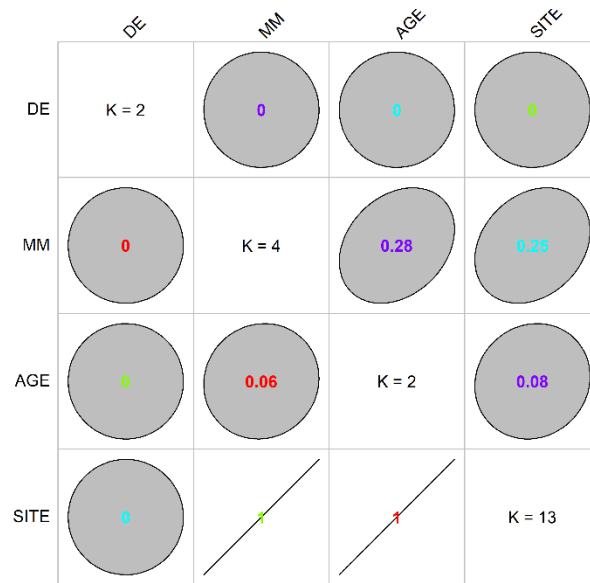 DE MM AGE SITE
DE K = 2 0 0 0
MM 0 K = 4 0.28 0.25
AGE 0 0.06 K = 2 0.08
SITE 0 1 1 K = 13